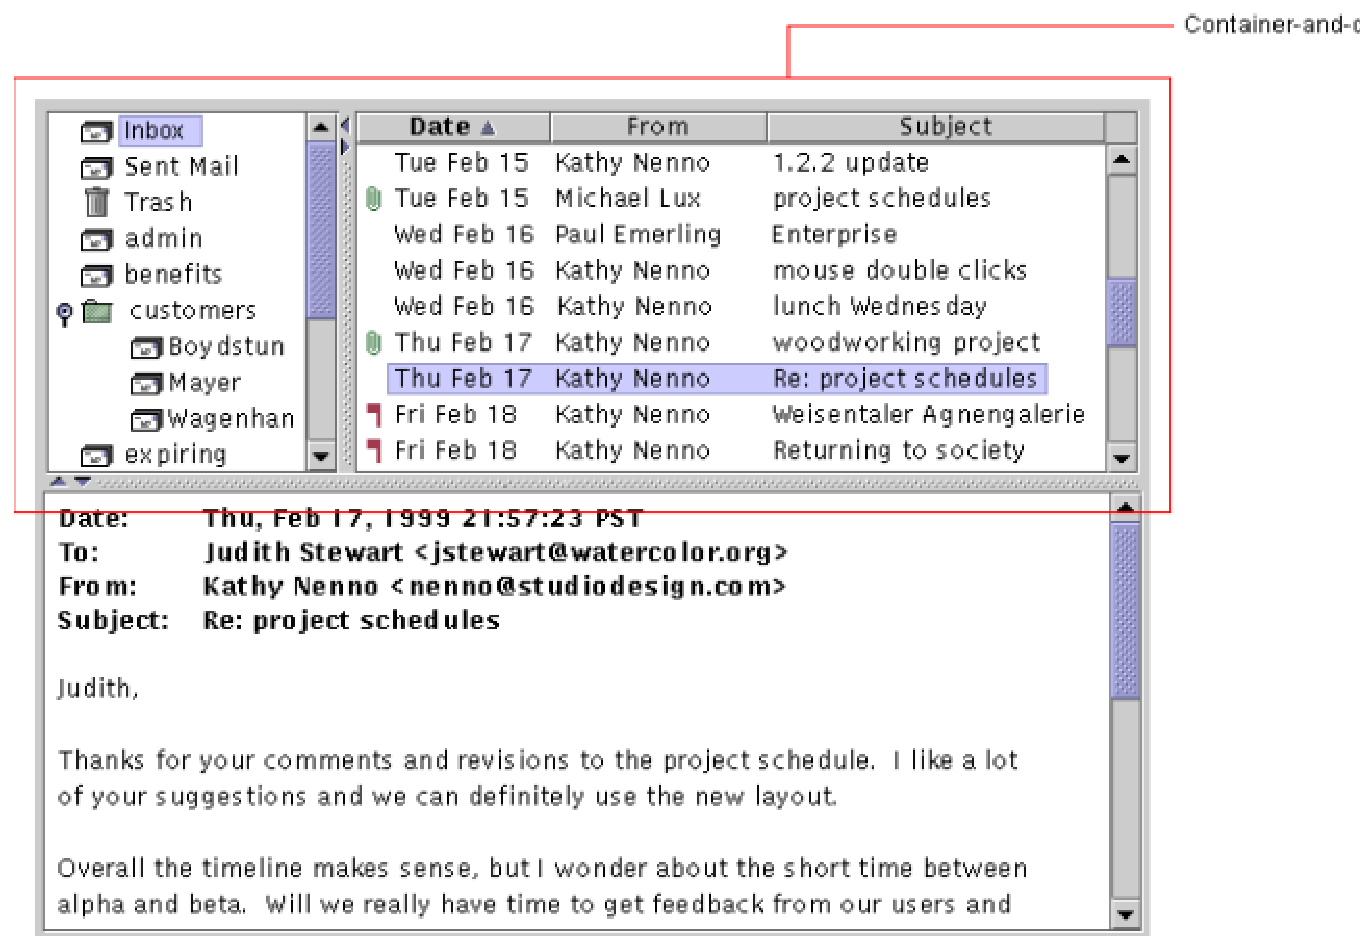 Container-and-c
Inbox
Sent Mail
Trash
admin
benefits
customers
Boydstun
Mayer
Wagenhan
expiring
Date From Subject
Tue Feb 15 Kathy Nenno 1.2.2 update
Tue Feb 15 Michael Lux project schedules
Wed Feb 16 Paul Emerling Enterprise
Wed Feb 16 Kathy Nenno mouse double clicks
Wed Feb 16 Kathy Nenno lunch Wednesday
Thu Feb 17 Kathy Nenno woodworking project
Thu Feb 17 Kathy Nenno Re: project schedules
Fri Feb 18 Kathy Nenno Weisentaler Agnengalerie
Fri Feb 18 Kathy Nenno Returning to society
Date: Thu, Feb 17, 1999 21:57:23 PST
To: Judith Stewart <jstewart@watercolor.org>
From: Kathy Nenno <nenno@studiodesign.com>
Subject: Re: project schedules
Judith,
Thanks for your comments and revisions to the project schedule. I like a lot
of your suggestions and we can definitely use the new layout.
Overall the timeline makes sense, but I wonder about the short time between
alpha and beta. Will we really have time to get feedback from our users and